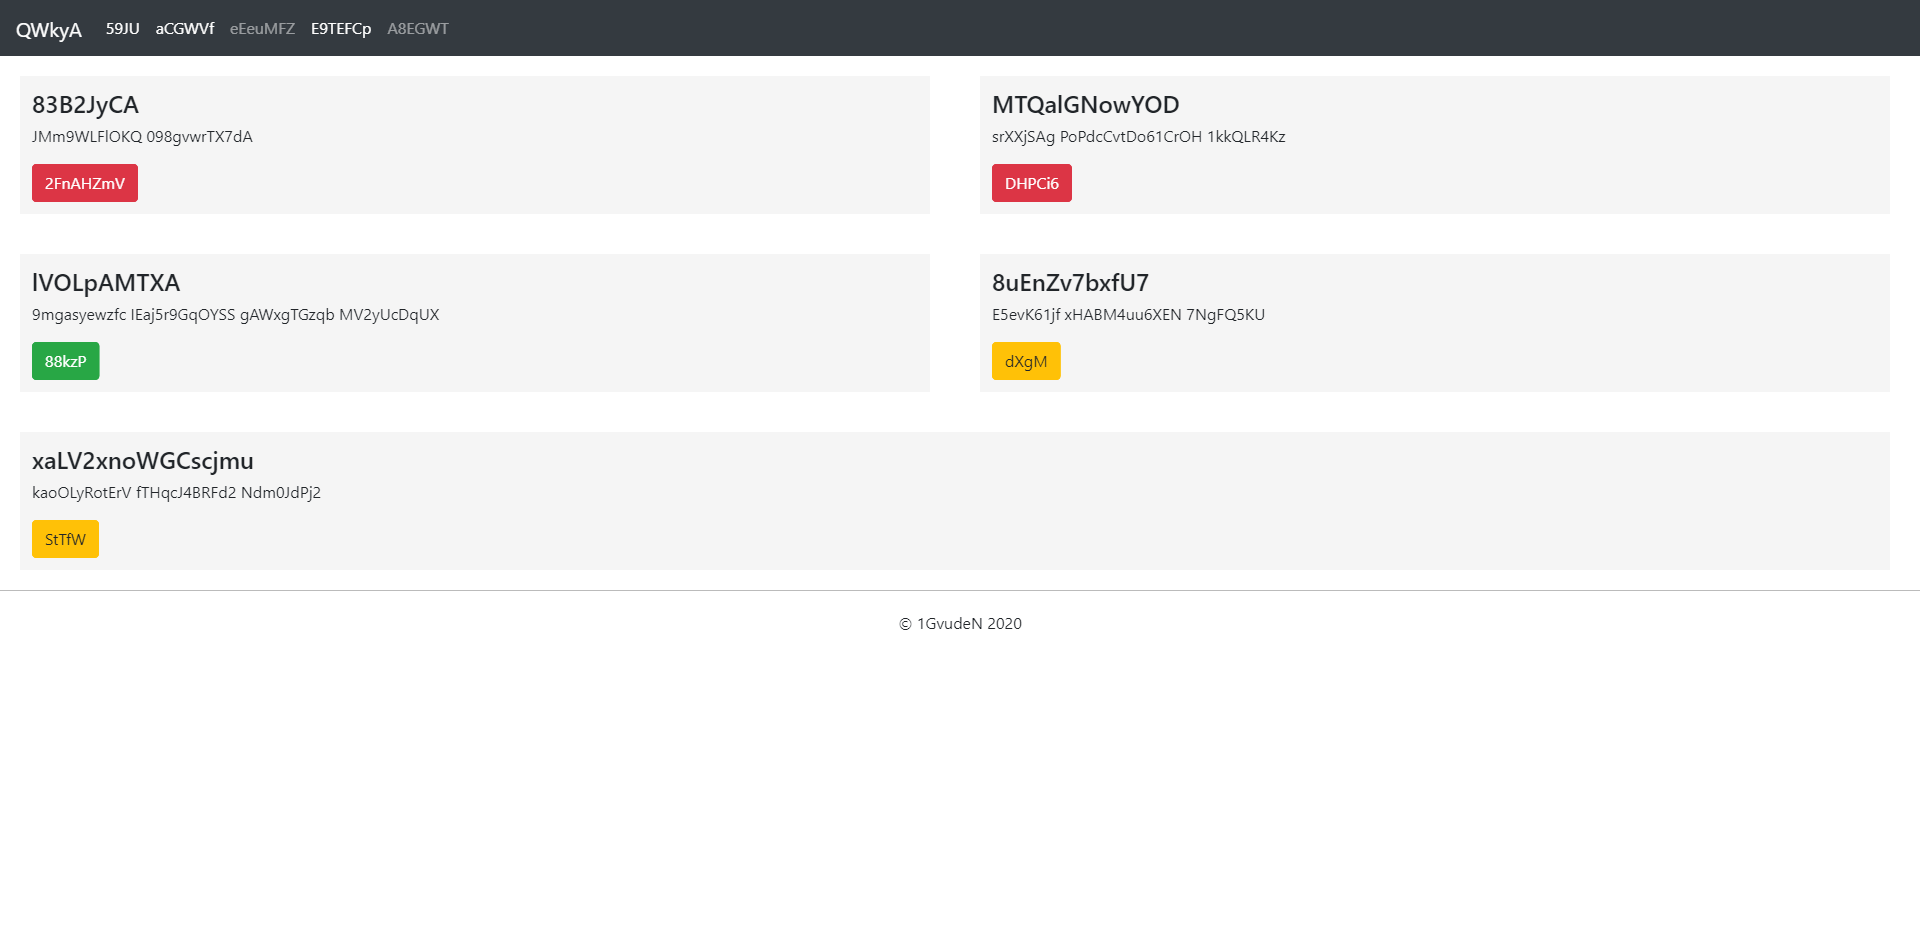 QWkyA 59JU aCGWVf eEeuMFZ E9TEFCp A8EGWT
83B2JyCA
JMm9WLFlOKQ 098gvwrTX7dA
2FnAHZmV
MTQalGNowYOD
srXXjSAg PoPdcCvtDo61CrOH 1kkQLR4Kz
DHPCi6
lVOLpAMTXA
9mgasyewzfc IEaj5r9GqOYSS gAWxgTGzqb MV2yUcDqUX
88kzP
8uEnZv7bxfU7
E5evK61jf xHABM4uu6XEN 7NgFQ5KU
dXgM
xaLV2xnoWGCscjmu
kaoOLyRotErV fTHqcJ4BRFd2 Ndm0JdPj2
StTfW
© 1GvudeN 2020